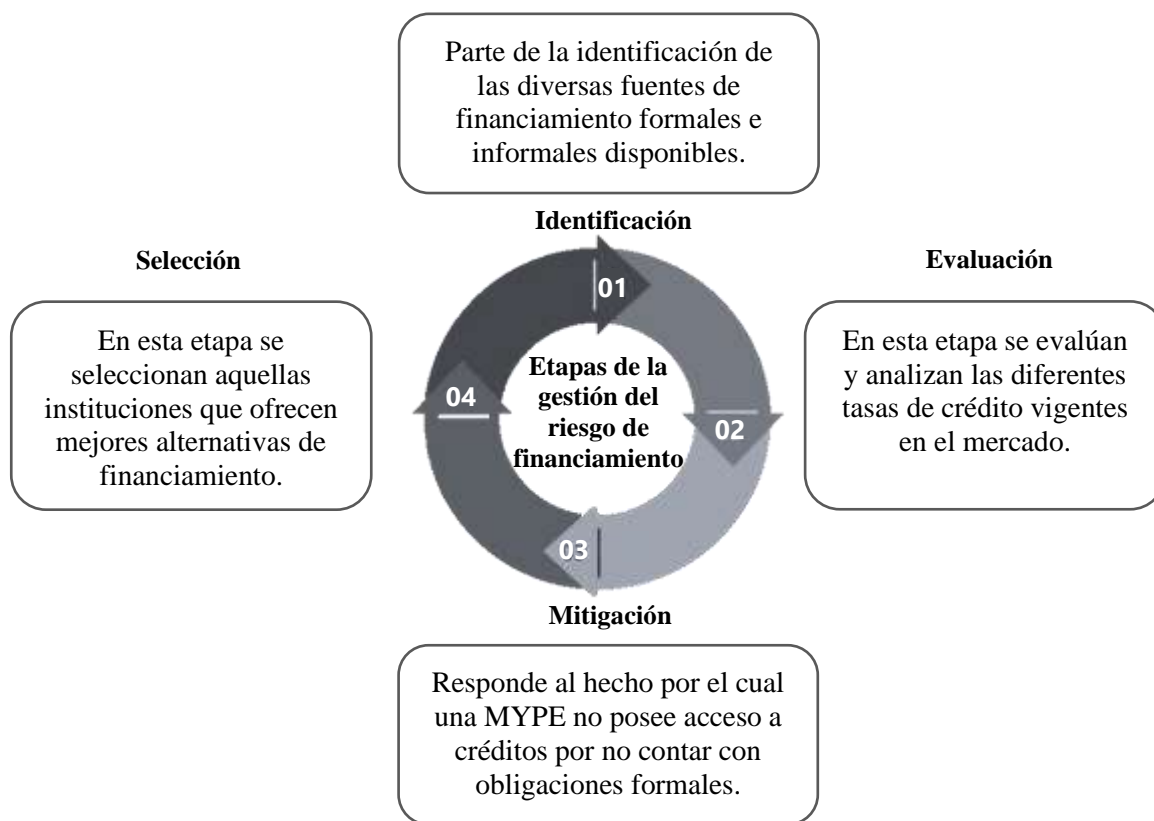 Parte de la identificación de
las diversas fuentes de
financiamiento formales e
informales disponibles.
Identificación
01
Selección
En esta etapa se
seleccionan aquellas
instituciones que ofrecen
mejores alternativas de
financiamiento.
04
Etapas de la
gestión del
riesgo de
financiamiento
02
Evaluación
En esta etapa se evalúan
y analizan las diferentes
tasas de crédito vigentes
en el mercado.
03
Mitigación
Responde al hecho por el cual
una MYPE no posee acceso a
créditos por no contar con
obligaciones formales.